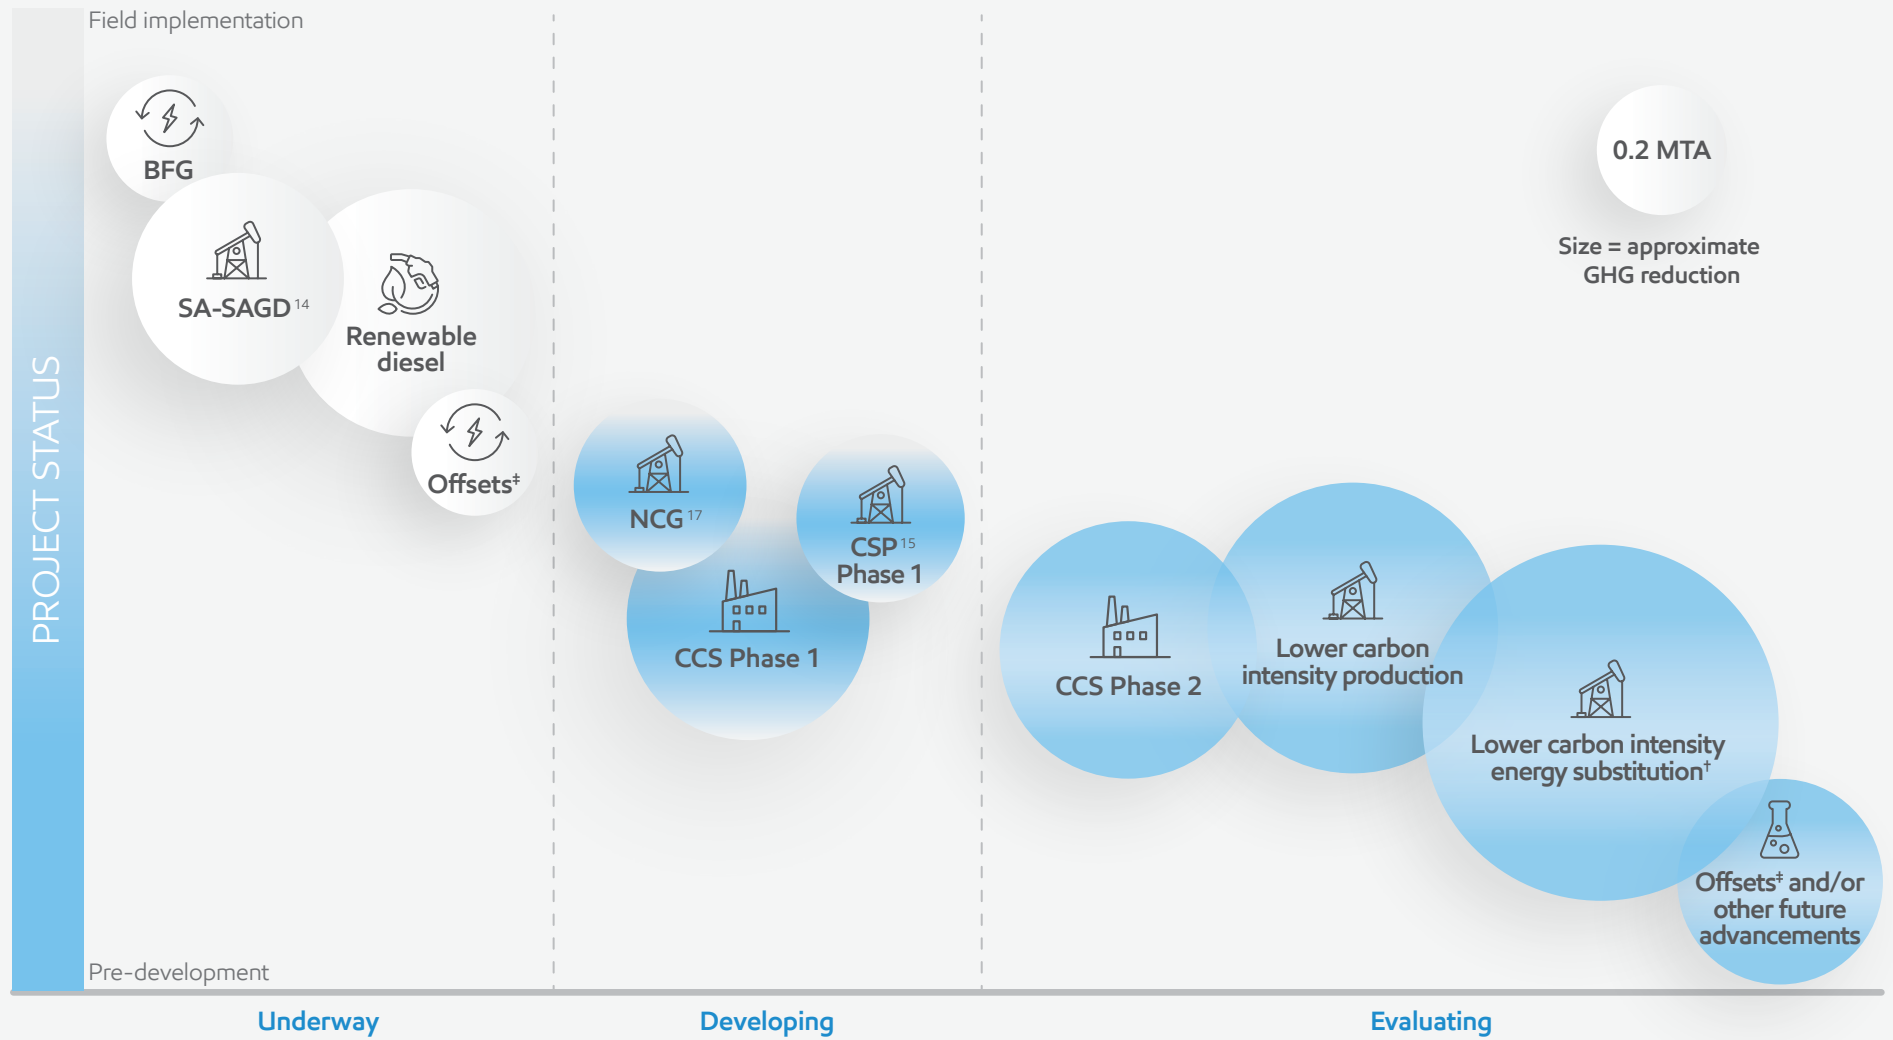 Field implementation
PROJECT STATUS
BFG
SA-SAGD 14
Renewable
diesel
Offsets‡
NCG 17
CSP 15
Phase 1
CCS Phase 1
0.2 MTA
Size = approximate
GHG reduction
CCS Phase 2
Lower carbon
intensity production
Lower carbon intensity
energy substitution†
Offsets‡ and/or
other future
advancements
Pre-development
Underway
Developing
Evaluating